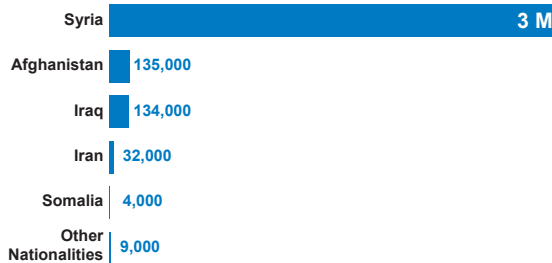 Syria 3 M
Afghanistan 135,000
Iraq 134,000
Iran 32,000
Somalia 4,000
Other
Nationalities 9,000